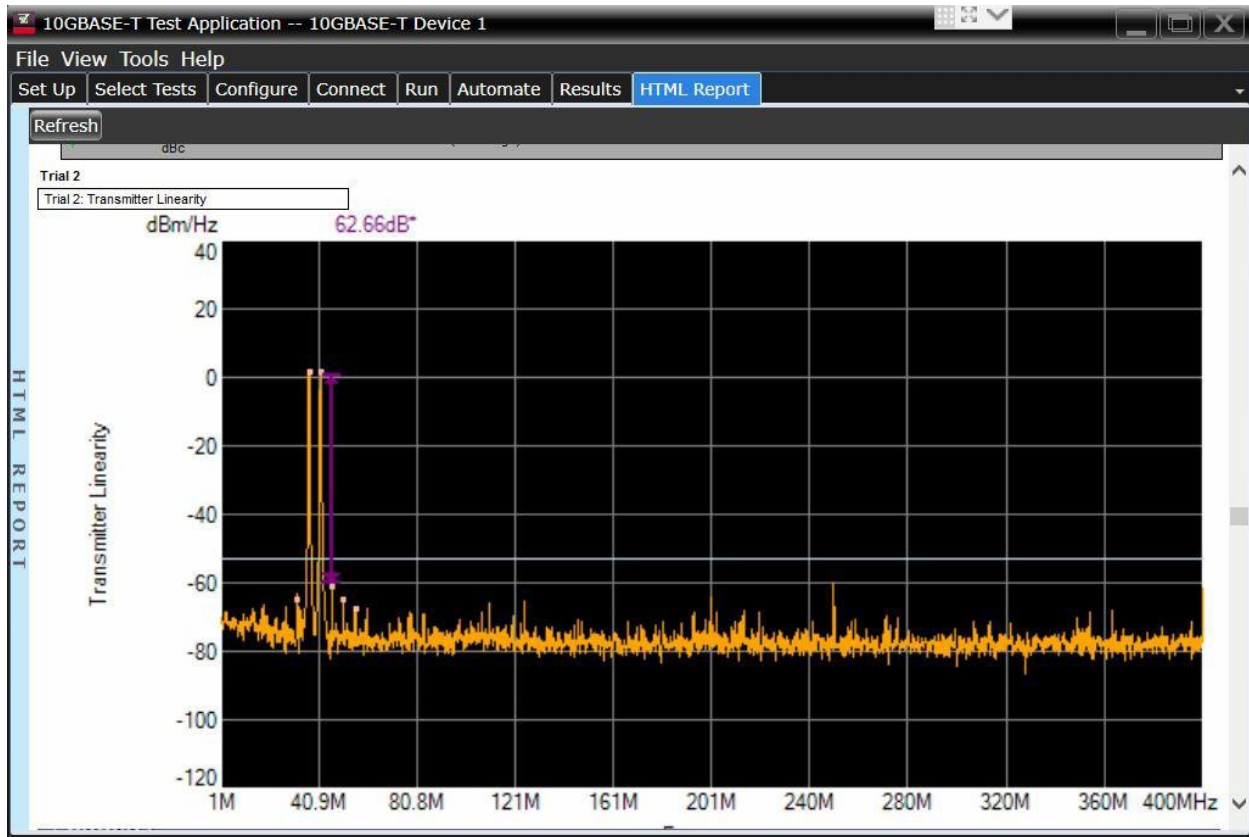 10GBASE-T Test Application -- 10GBASE-T Device 1
File View Tools Help
Set Up Select Tests Configure Connect Run Automate Results HTML Report
Refresh
dBc
Trial 2
Trial 2: Transmitter Linearity
dBm/Hz 62.66dB*
40
20
0
-20
-40
-60
-80
-100
-120
Transmitter Linearity
HTML REPORT
1M 40.9M 80.8M 121M 161M 201M 240M 280M 320M 360M 400MHz